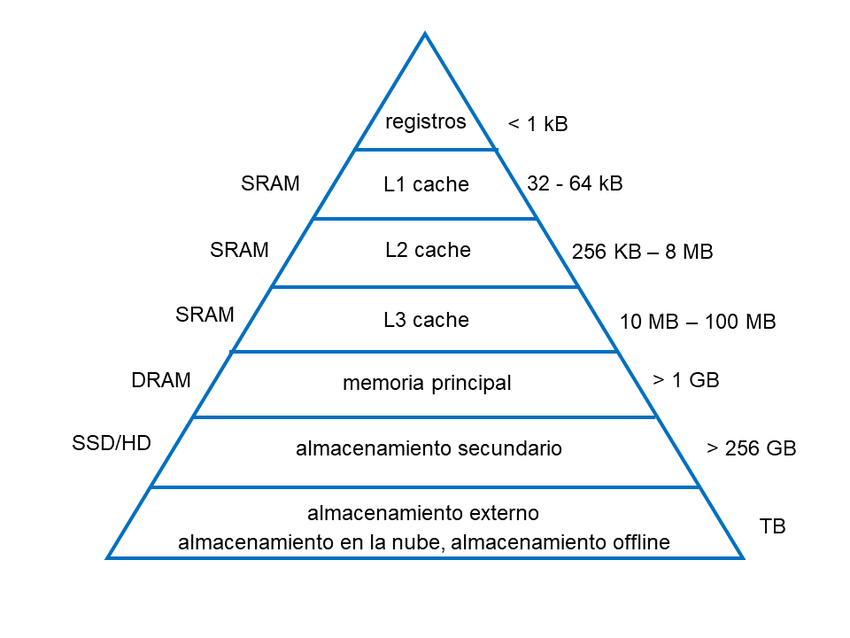 registros < 1 kB
SRAM L1 cache 32 - 64 kB
SRAM L2 cache 256 KB – 8 MB
SRAM L3 cache 10 MB – 100 MB
DRAM memoria principal > 1 GB
SSD/HD almacenamiento secundario > 256 GB
almacenamiento externo
almacenamiento en la nube, almacenamiento offline
TB